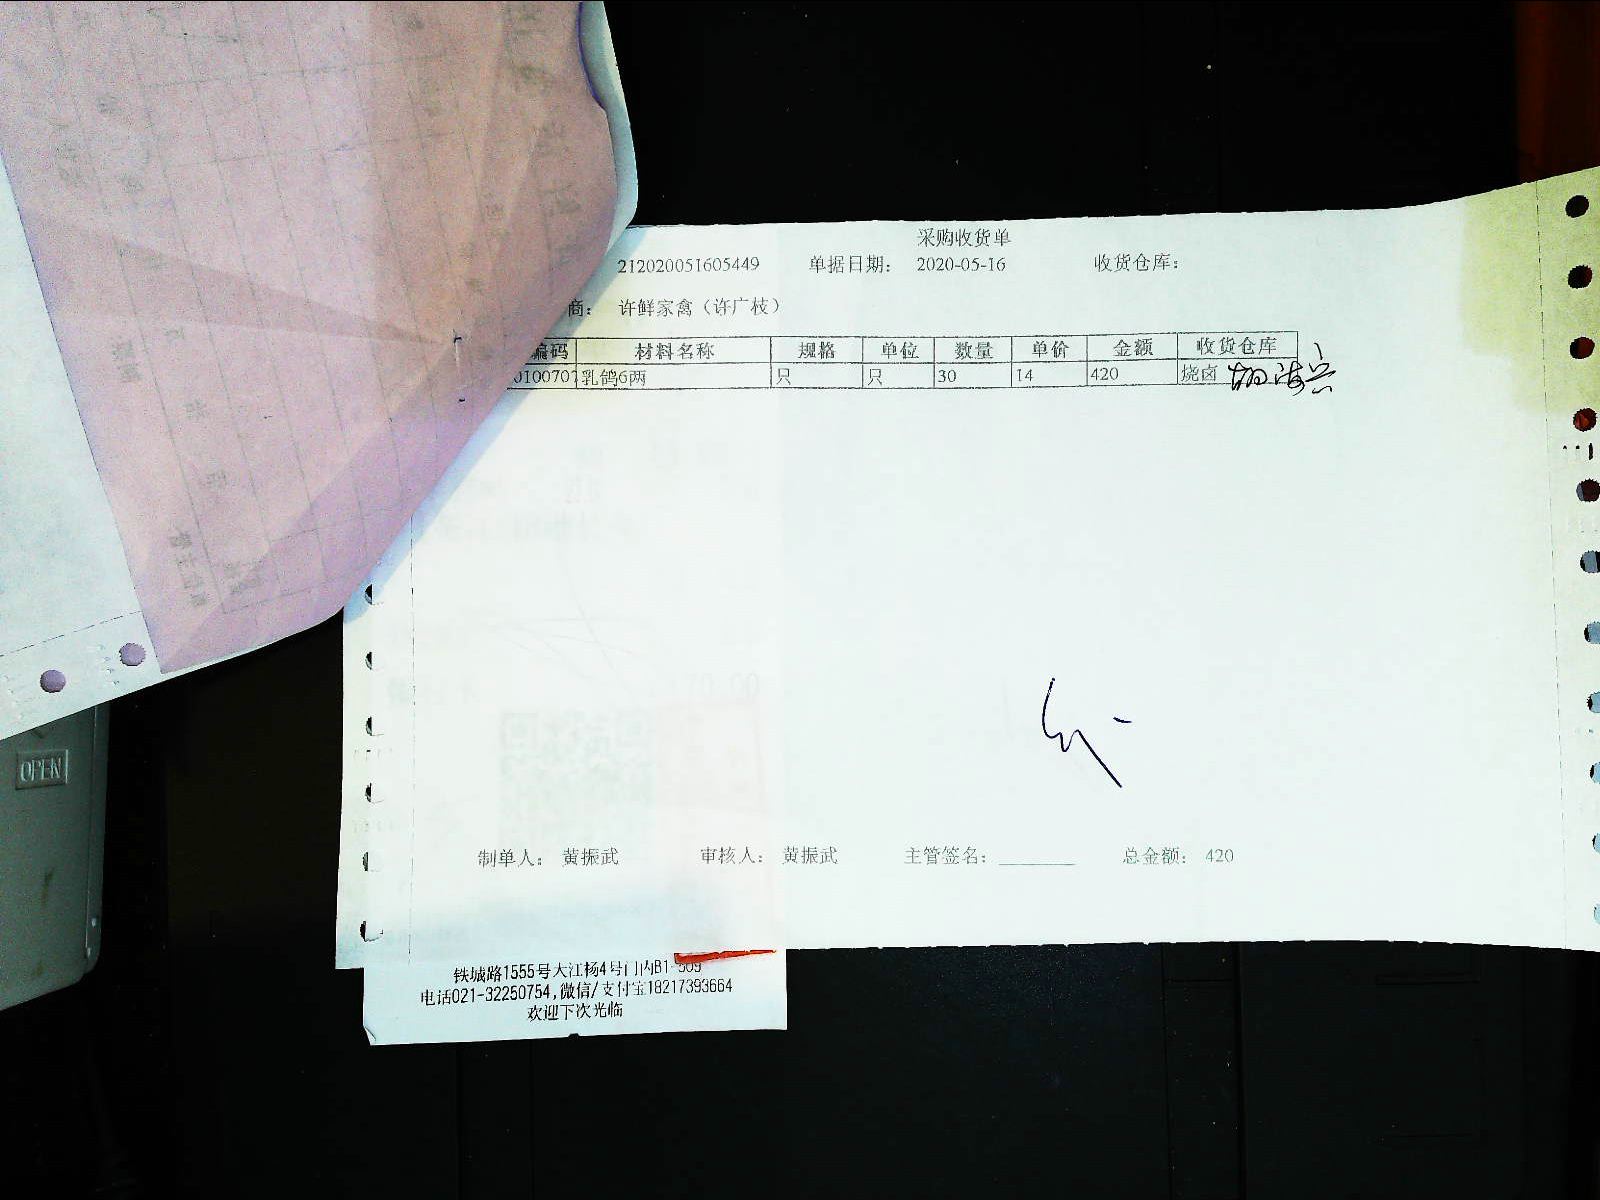 采购收货单
212020051605449 单据日期： 2020-05-16 收货仓库：
商： 许鲜家禽（许广枝）
编码 材料名称 规格 单位 数量 单价 金额 收货仓库
010070 乳鸽6两 只 只 30 14 420 烧卤
制单人： 黄振武 审核人： 黄振武 主管签名： 总金额： 420
铁城路1555号大江杨4号门内B1-509
电话021-32250754,微信/支付宝18217393664
欢迎下次光临
OPEN